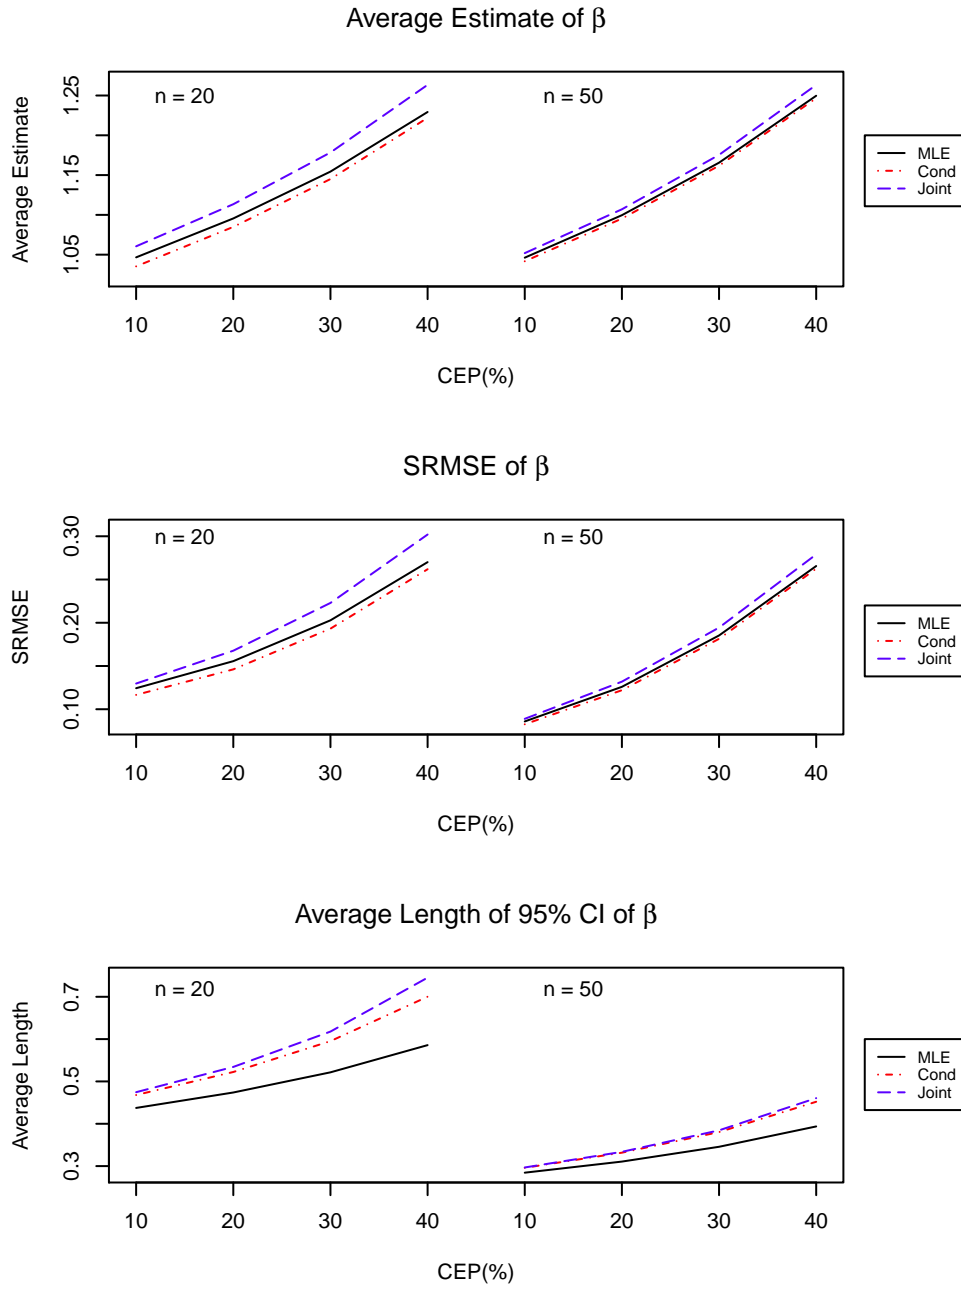 Average Estimate of β
n = 20
n = 50
1.25
1.15
1.05
Average Estimate
10 20 30 40 10 20 30 40
CEP(%)
MLE
Cond
Joint
SRMSE of β
n = 20
n = 50
0.30
0.20
0.10
SRMSE
10 20 30 40 10 20 30 40
CEP(%)
MLE
Cond
Joint
Average Length of 95% CI of β
n = 20
n = 50
0.7
0.5
0.3
Average Length
10 20 30 40 10 20 30 40
CEP(%)
MLE
Cond
Joint